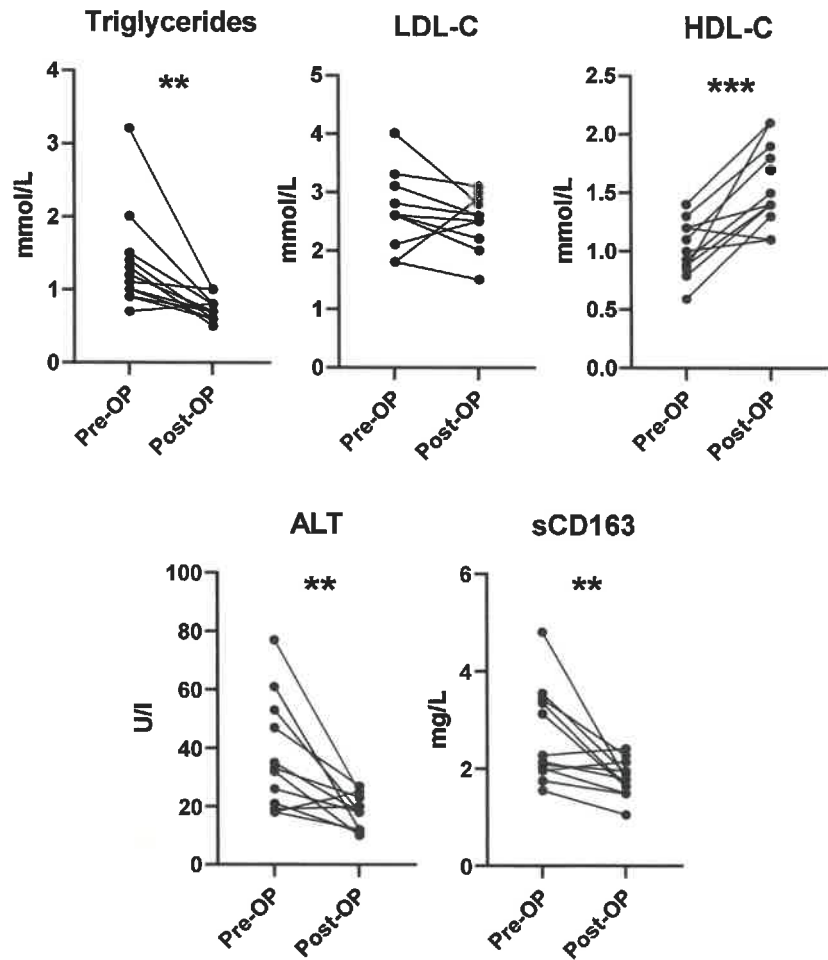 Triglycerides
**
4
3
2
1
0
mmol/L
Pre-OP
Post-OP
LDL-C
5
4
3
2
1
0
mmol/L
Pre-OP
Post-OP
HDL-C
***
2.5
2.0
1.5
1.0
0.5
0.0
mmol/L
Pre-OP
Post-OP
ALT
**
100
80
60
40
20
0
U/l
Pre-OP
Post-OP
sCD163
**
6
4
2
0
mg/L
Pre-OP
Post-OP